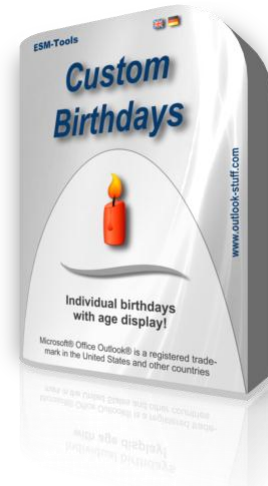 ESM-Tools
Custom
Birthdays
www.outlook-stuff.com
Individual birthdays
with age display!
Microsoft® Office Outlook® is a registered trade-
mark in the United States and other countries